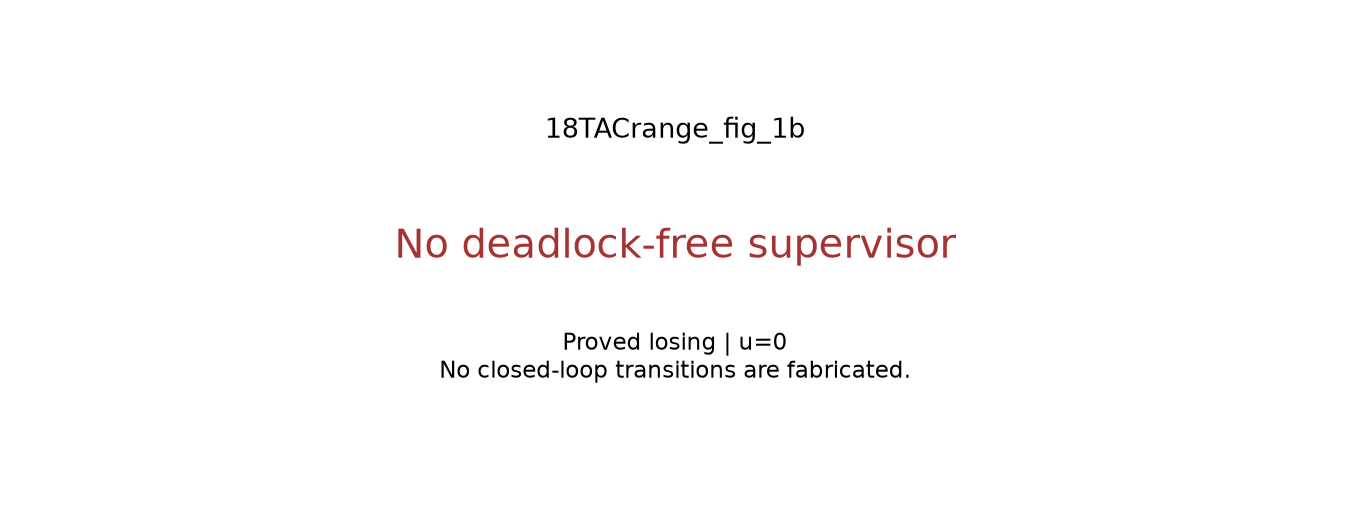 18TACrange_fig_1b
No deadlock-free supervisor
Proved losing | u=0
No closed-loop transitions are fabricated.